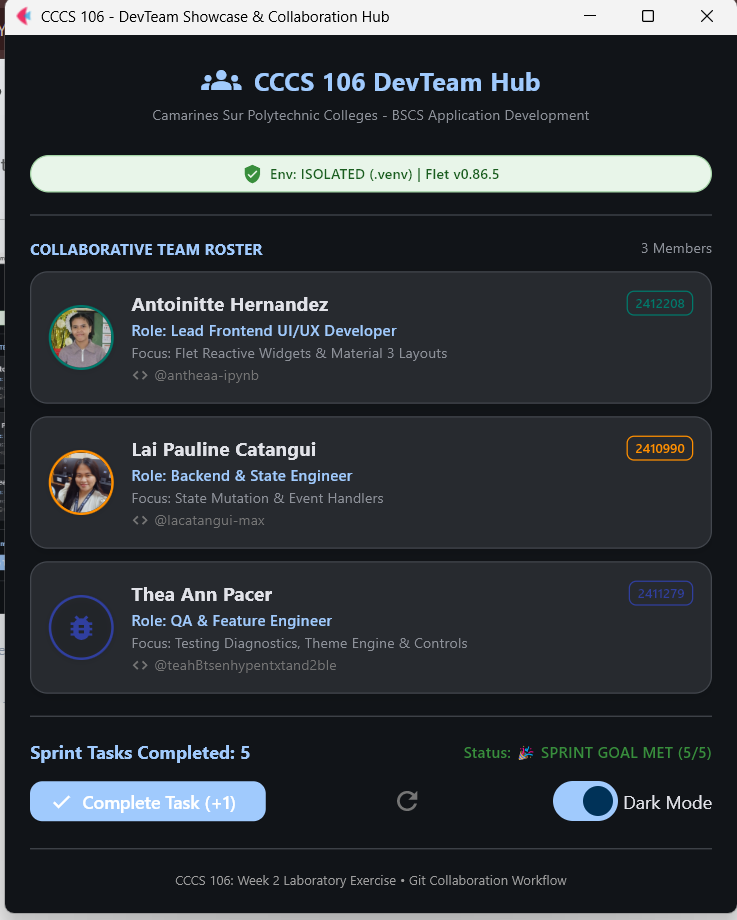 CCCS 106 - DevTeam Showcase & Collaboration Hub
CCCS 106 DevTeam Hub
Camarines Sur Polytechnic Colleges - BSCS Application Development
Env: ISOLATED (.venv) | Flet v0.86.5
COLLABORATIVE TEAM ROSTER
3 Members
Antoinitte Hernandez
2412208
Role: Lead Frontend UI/UX Developer
Focus: Flet Reactive Widgets & Material 3 Layouts
<> @antheaa-ipynb
Lai Pauline Catangui
2410990
Role: Backend & State Engineer
Focus: State Mutation & Event Handlers
<> @lacatangui-max
Thea Ann Pacer
2411279
Role: QA & Feature Engineer
Focus: Testing Diagnostics, Theme Engine & Controls
<> @teahBtsenhypentxtand2ble
Sprint Tasks Completed: 5
Status: 🎉 SPRINT GOAL MET (5/5)
Complete Task (+1)
Dark Mode
CCCS 106: Week 2 Laboratory Exercise • Git Collaboration Workflow